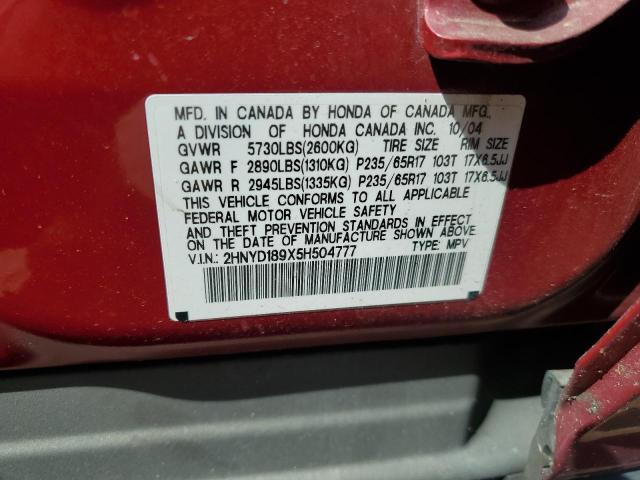 MFD. IN CANADA BY HONDA OF CANADA MFG.,
A DIVISION OF HONDA CANADA INC. 10/04
GVWR 5730LBS(2600KG) TIRE SIZE RIM SIZE
GAWR F 2890LBS(1310KG) P235/65R17 103T 17X6.5JJ
GAWR R 2945LBS(1335KG) P235/65R17 103T 17X6.5JJ
THIS VEHICLE CONFORMS TO ALL APPLICABLE
FEDERAL MOTOR VEHICLE SAFETY
AND THEFT PREVENTION STANDARDS IN EFFECT
ON THE DATE OF MANUFACTURE SHOWN ABOVE.
V.I.N.: 2HNYD189X5H504777 TYPE: MPV